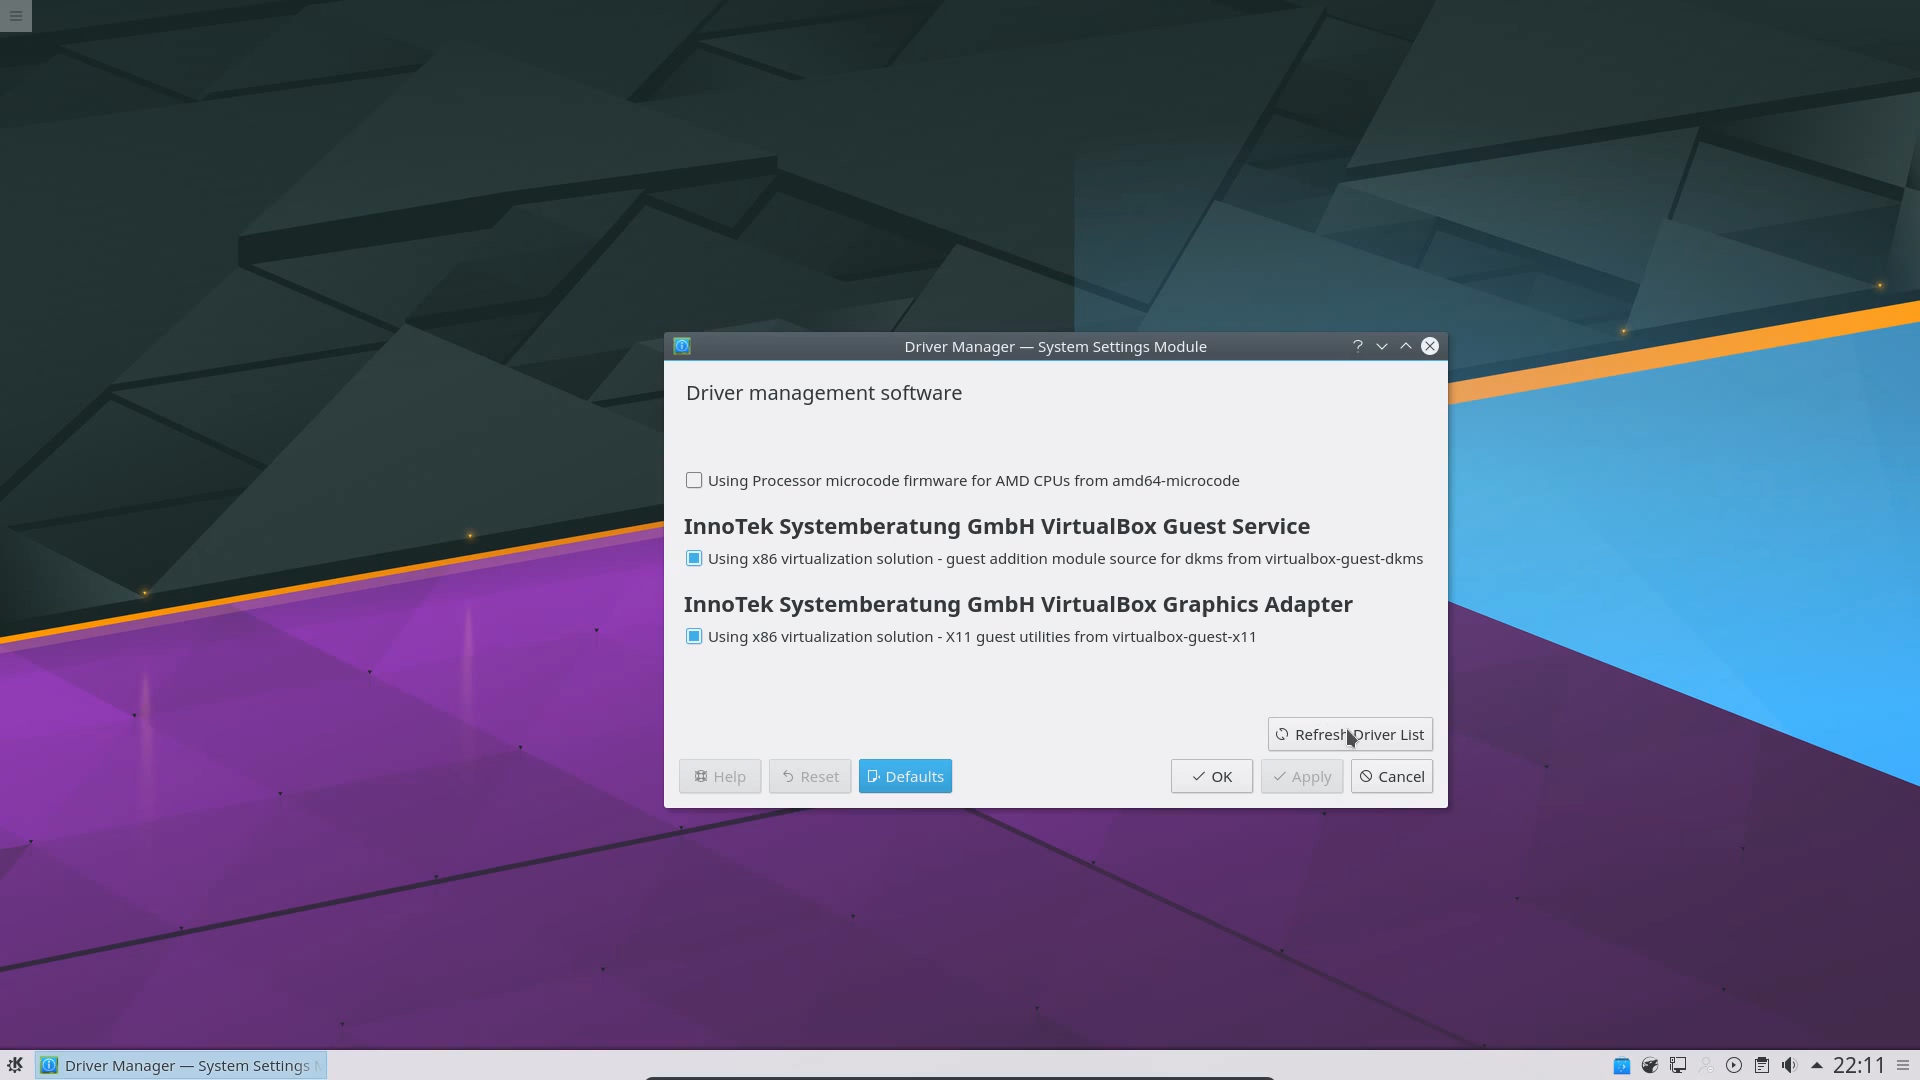 Driver Manager — System Settings Module
Driver management software
Using Processor microcode firmware for AMD CPUs from amd64-microcode
InnoTek Systemberatung GmbH VirtualBox Guest Service
Using x86 virtualization solution - guest addition module source for dkms from virtualbox-guest-dkms
InnoTek Systemberatung GmbH VirtualBox Graphics Adapter
Using x86 virtualization solution - X11 guest utilities from virtualbox-guest-x11
Refresh Driver List
Help Reset Defaults OK Apply Cancel
Driver Manager — System Settings M 22:11